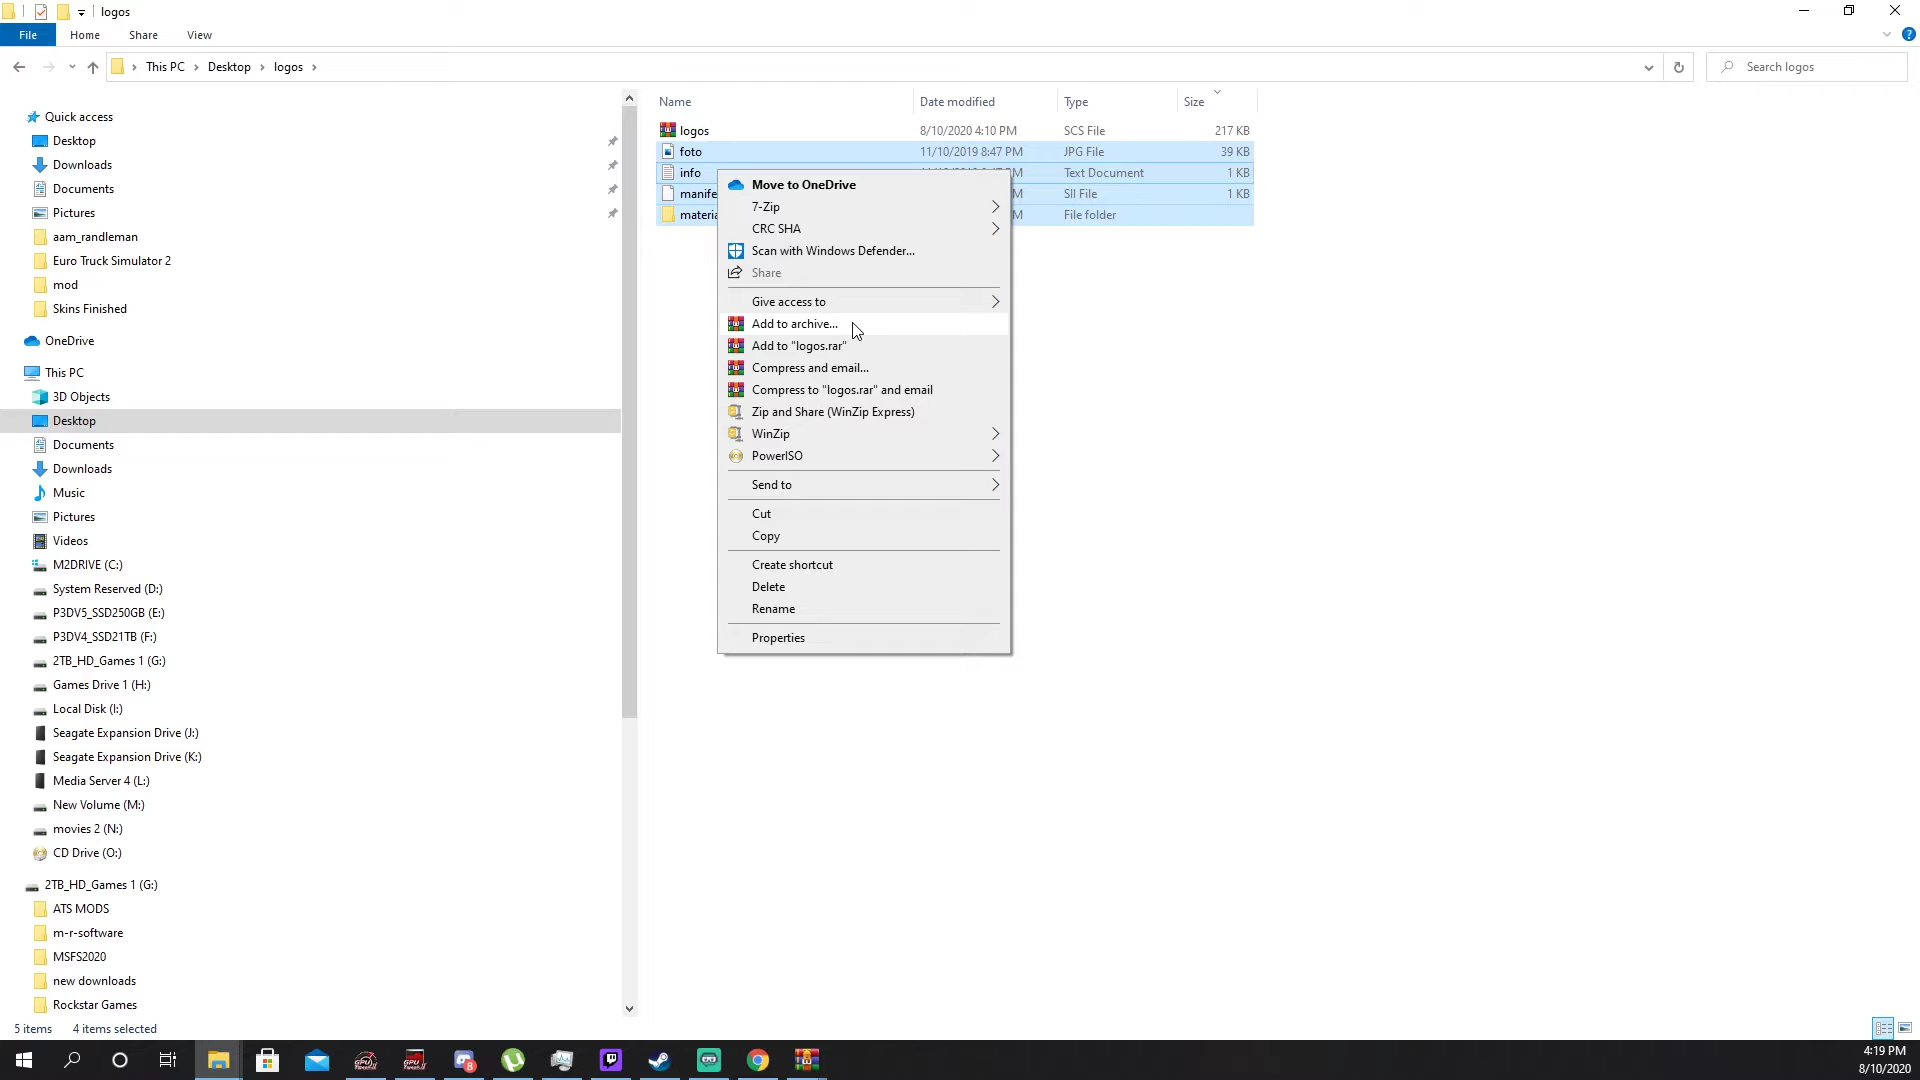 logos
File Home Share View
This PC Desktop logos
Search logos
Name Date modified Type Size
logos 8/10/2020 4:10 PM SCS File 217 KB
foto 11/10/2019 8:47 PM JPG File 39 KB
info Text Document 1 KB
manife M SII File 1 KB
materia M File folder
Quick access
Desktop
Downloads
Documents
Pictures
aam_randleman
Euro Truck Simulator 2
mod
Skins Finished
OneDrive
This PC
3D Objects
Desktop
Documents
Downloads
Music
Pictures
Videos
M2DRIVE (C:)
System Reserved (D:)
P3DV5_SSD250GB (E:)
P3DV4_SSD21TB (F:)
2TB_HD_Games 1 (G:)
Games Drive 1 (H:)
Local Disk (I:)
Seagate Expansion Drive (J:)
Seagate Expansion Drive (K:)
Media Server 4 (L:)
New Volume (M:)
movies 2 (N:)
CD Drive (O:)
2TB_HD_Games 1 (G:)
ATS MODS
m-r-software
MSFS2020
new downloads
Rockstar Games
Move to OneDrive
7-Zip
CRC SHA
Scan with Windows Defender...
Share
Give access to
Add to archive...
Add to "logos.rar"
Compress and email...
Compress to "logos.rar" and email
Zip and Share (WinZip Express)
WinZip
PowerISO
Send to
Cut
Copy
Create shortcut
Delete
Rename
Properties
5 items 4 items selected
4:19 PM
8/10/2020